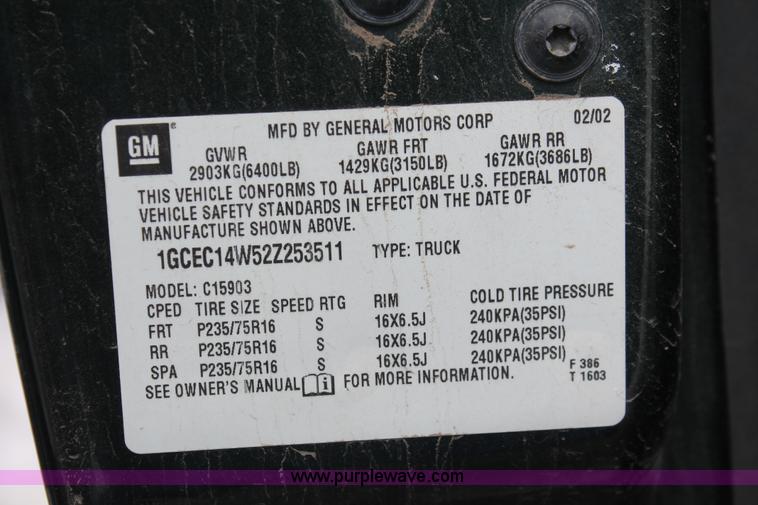 GM
MFD BY GENERAL MOTORS CORP 02/02
GVWR GAWR FRT GAWR RR
2903KG(6400LB) 1429KG(3150LB) 1672KG(3686LB)
THIS VEHICLE CONFORMS TO ALL APPLICABLE U.S. FEDERAL MOTOR
VEHICLE SAFETY STANDARDS IN EFFECT ON THE DATE OF
MANUFACTURE SHOWN ABOVE.
1GCEC14W52Z253511 TYPE: TRUCK
MODEL: C15903
CPED TIRE SIZE SPEED RTG RIM COLD TIRE PRESSURE
FRT P235/75R16 S 16X6.5J 240KPA(35PSI)
RR P235/75R16 S 16X6.5J 240KPA(35PSI)
SPA P235/75R16 S 16X6.5J 240KPA(35PSI)
SEE OWNER'S MANUAL FOR MORE INFORMATION.
F 386
T 1603
www.purplewave.com